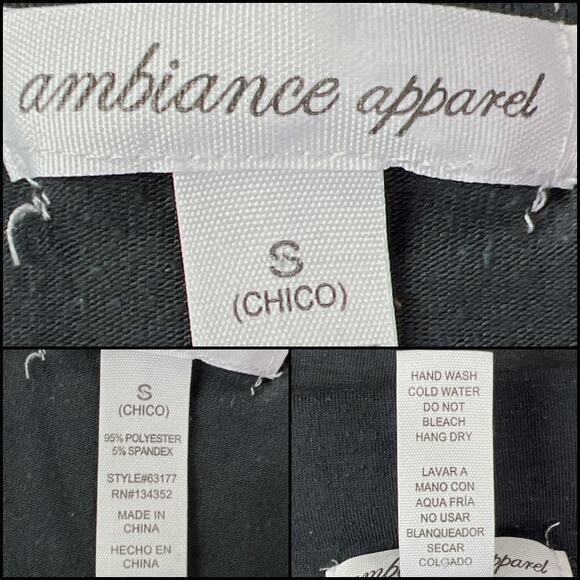 ambiance apparel
S
(CHICO)
S
(CHICO)
95% POLYESTER
5% SPANDEX
STYLE#63177
RN#134352
MADE IN
CHINA
HECHO EN
CHINA
HAND WASH
COLD WATER
DO NOT
BLEACH
HANG DRY
LAVAR A
MANO CON
AQUA FRÍA
NO USAR
BLANQUEADOR
SECAR
COLGADO
apparel